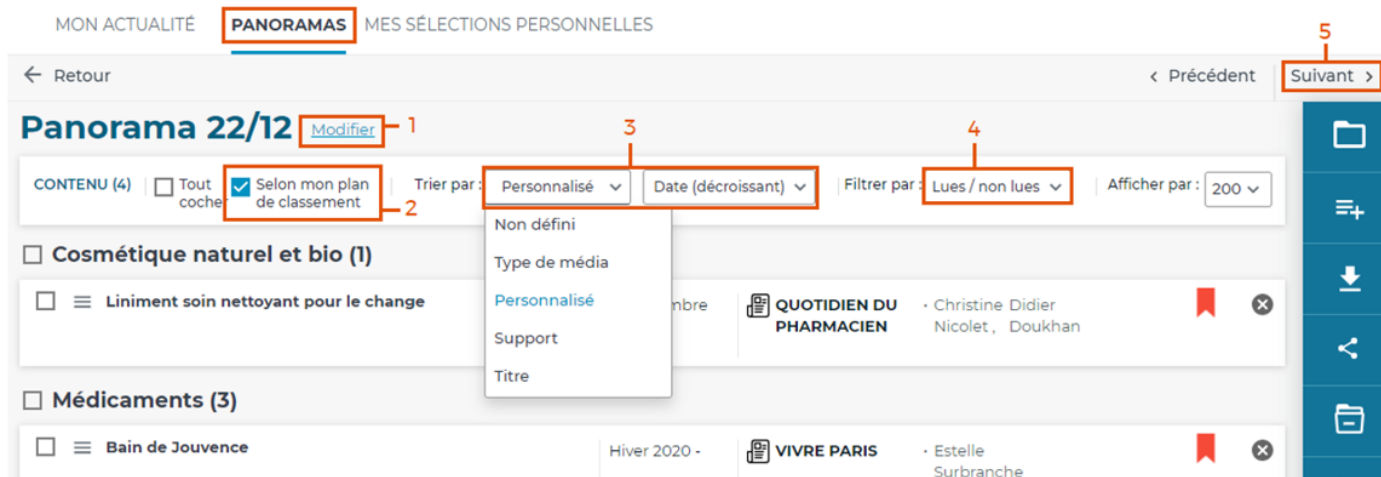 MON ACTUALITÉ PANORAMAS MES SÉLECTIONS PERSONNELLES
5
← Retour < Précédent Suivant >
Panorama 22/12 Modifier 1 3 4
CONTENU (4) Tout cocher Selon mon plan de classement 2 Trier par : Personnalisé Date (décroissant) Filtrer par : Lues / non lues Afficher par : 200
Non défini
Type de média
Personnalisé
Support
Titre
Cosmétique naturel et bio (1)
Liniment soin nettoyant pour le change QUOTIDIEN DU PHARMACIEN • Christine Didier Nicolet , Doukhan
Médicaments (3)
Bain de Jouvence Hiver 2020 - VIVRE PARIS • Estelle Surbranche